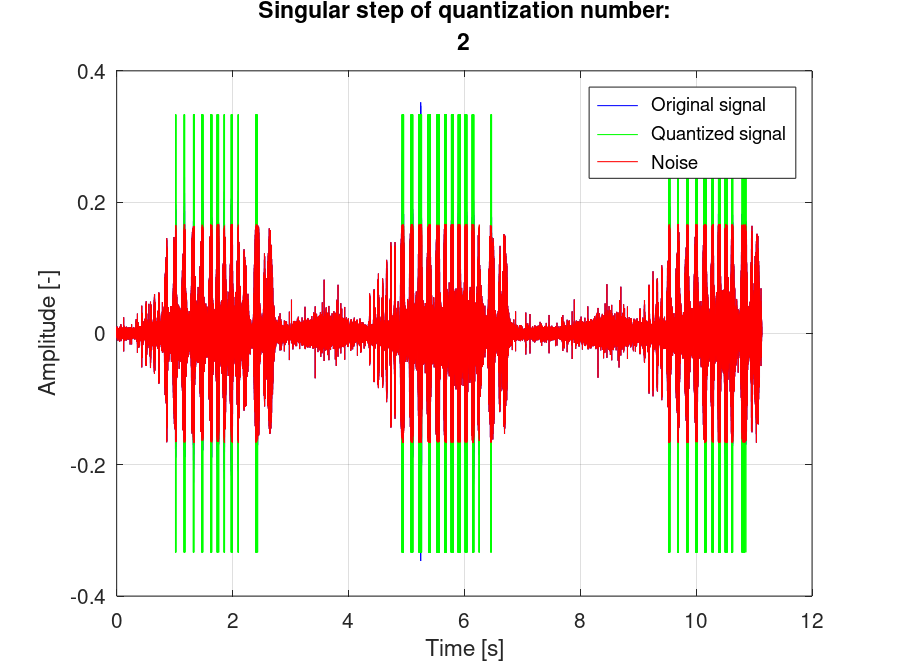 Singular step of quantization number:
2
Original signal
Quantized signal
Noise
0.4
0.2
0
-0.2
-0.4
Amplitude [-]
0
2
4
6
8
10
12
Time [s]